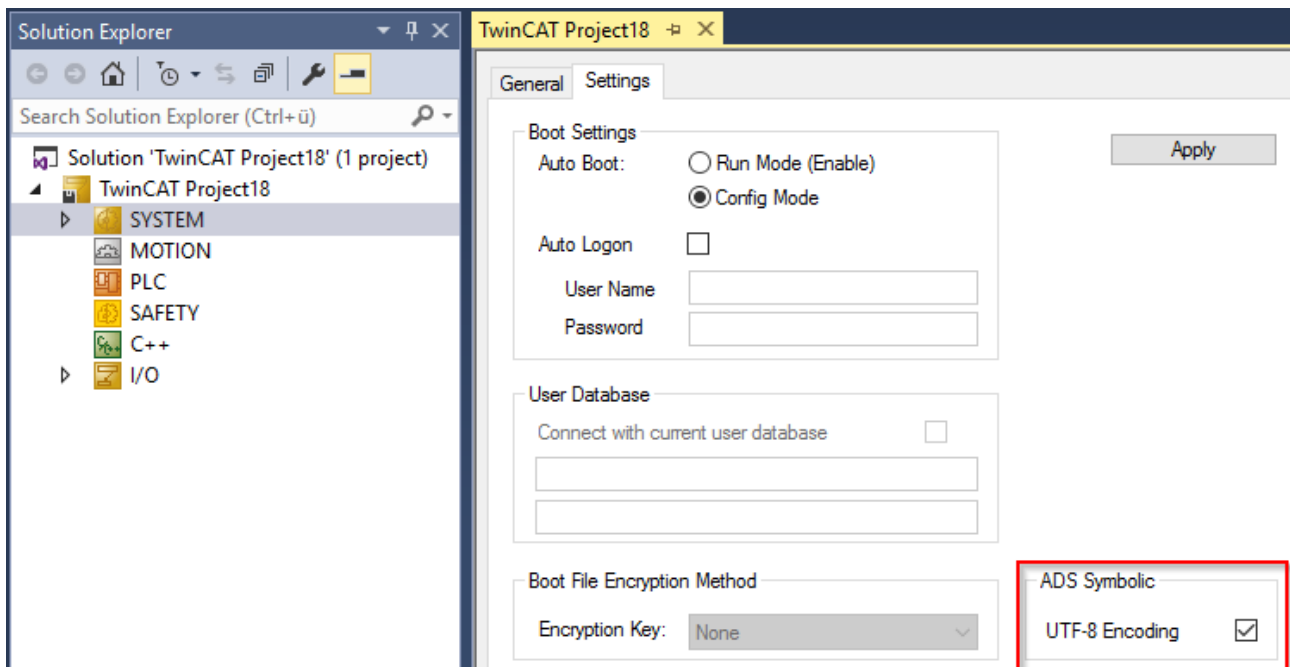 Solution Explorer
Search Solution Explorer (Ctrl+ü)
Solution 'TwinCAT Project18' (1 project)
TwinCAT Project18
SYSTEM
MOTION
PLC
SAFETY
C++
I/O
TwinCAT Project18
General Settings
Boot Settings
Auto Boot:
Run Mode (Enable)
Config Mode
Apply
Auto Logon
User Name
Password
User Database
Connect with current user database
Boot File Encryption Method
Encryption Key: None
ADS Symbolic
UTF-8 Encoding